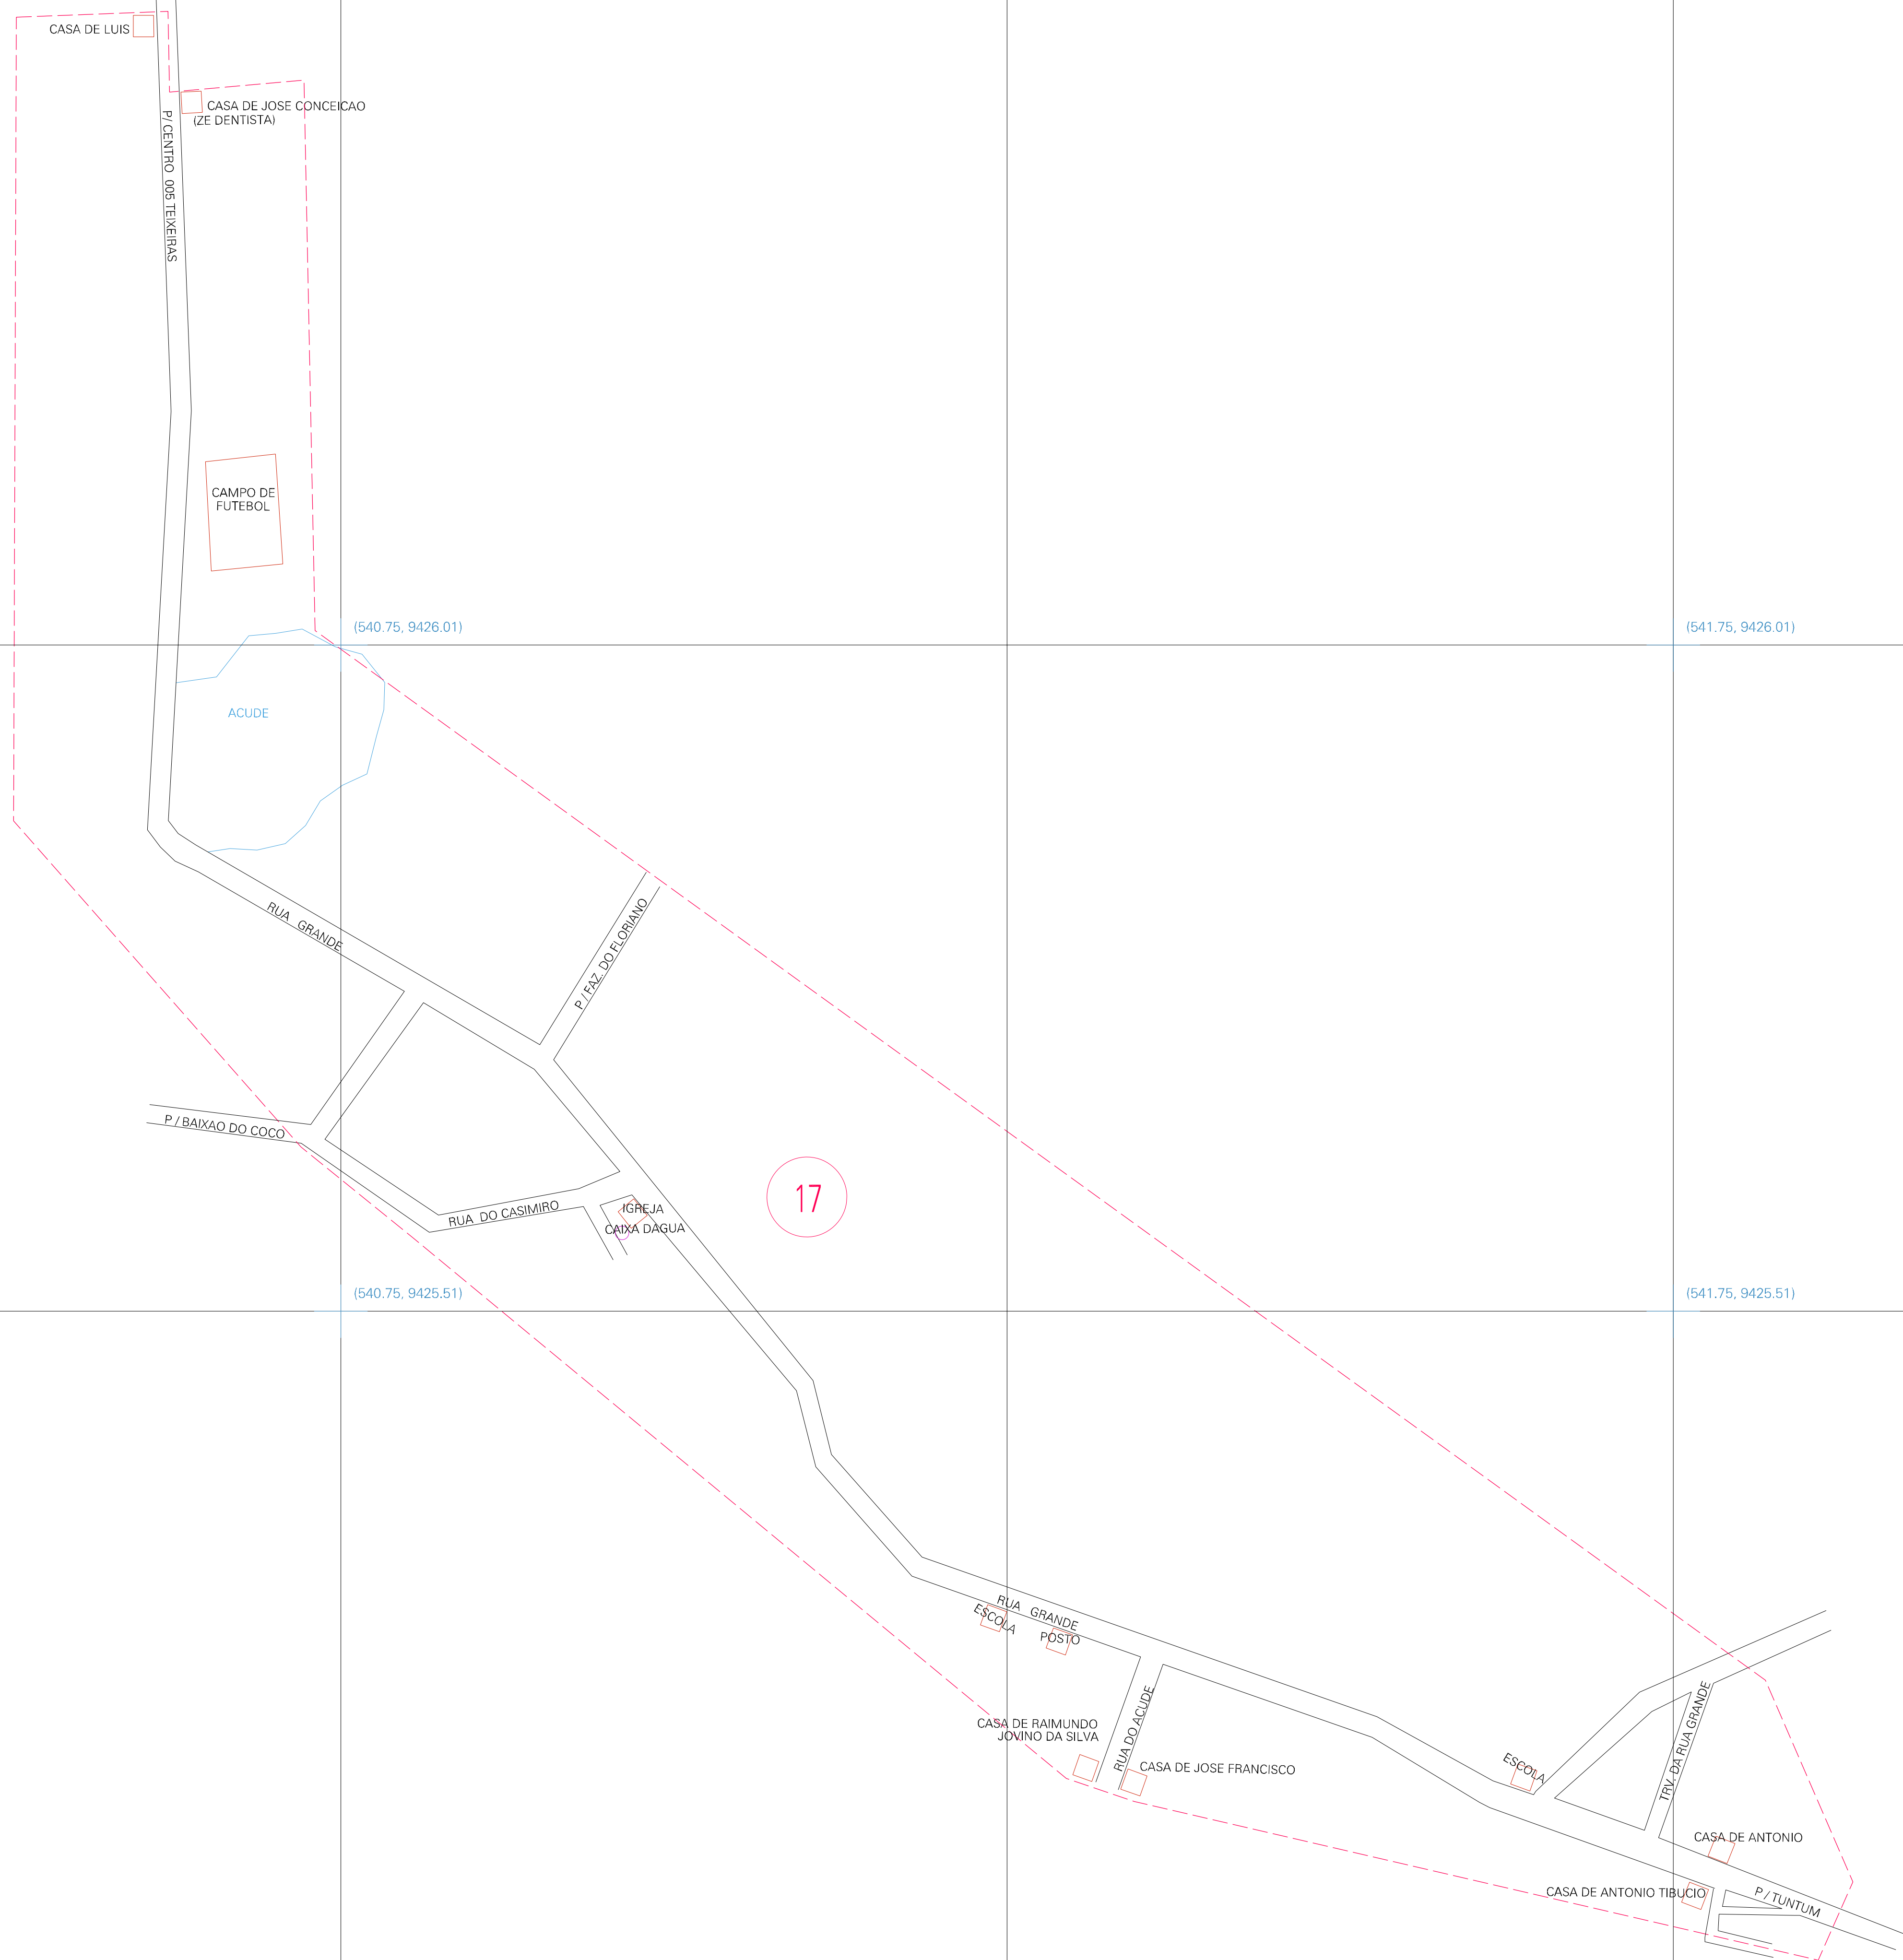 CASA DE LUIS
CASA DE JOSE CONCEICAO
(ZE DENTISTA)
P/ CENTRO 005 TEIXEIRAS
CAMPO DE
FUTEBOL
(540.75, 9426.01)
(541.75, 9426.01)
ACUDE
RUA GRANDE
P / FAZ. DO FLORIANO
P / BAIXAO DO COCO
RUA DO CASIMIRO
IGREJA
CAIXA DAGUA
17
(540.75, 9425.51)
(541.75, 9425.51)
RUA GRANDE
ESCOLA
POSTO
CASA DE RAIMUNDO
JOVINO DA SILVA
RUA DO ACUDE
CASA DE JOSE FRANCISCO
ESCOLA
TRV. DA RUA GRANDE
CASA DE ANTONIO
CASA DE ANTONIO TIBUCIO
P / TUNTUM